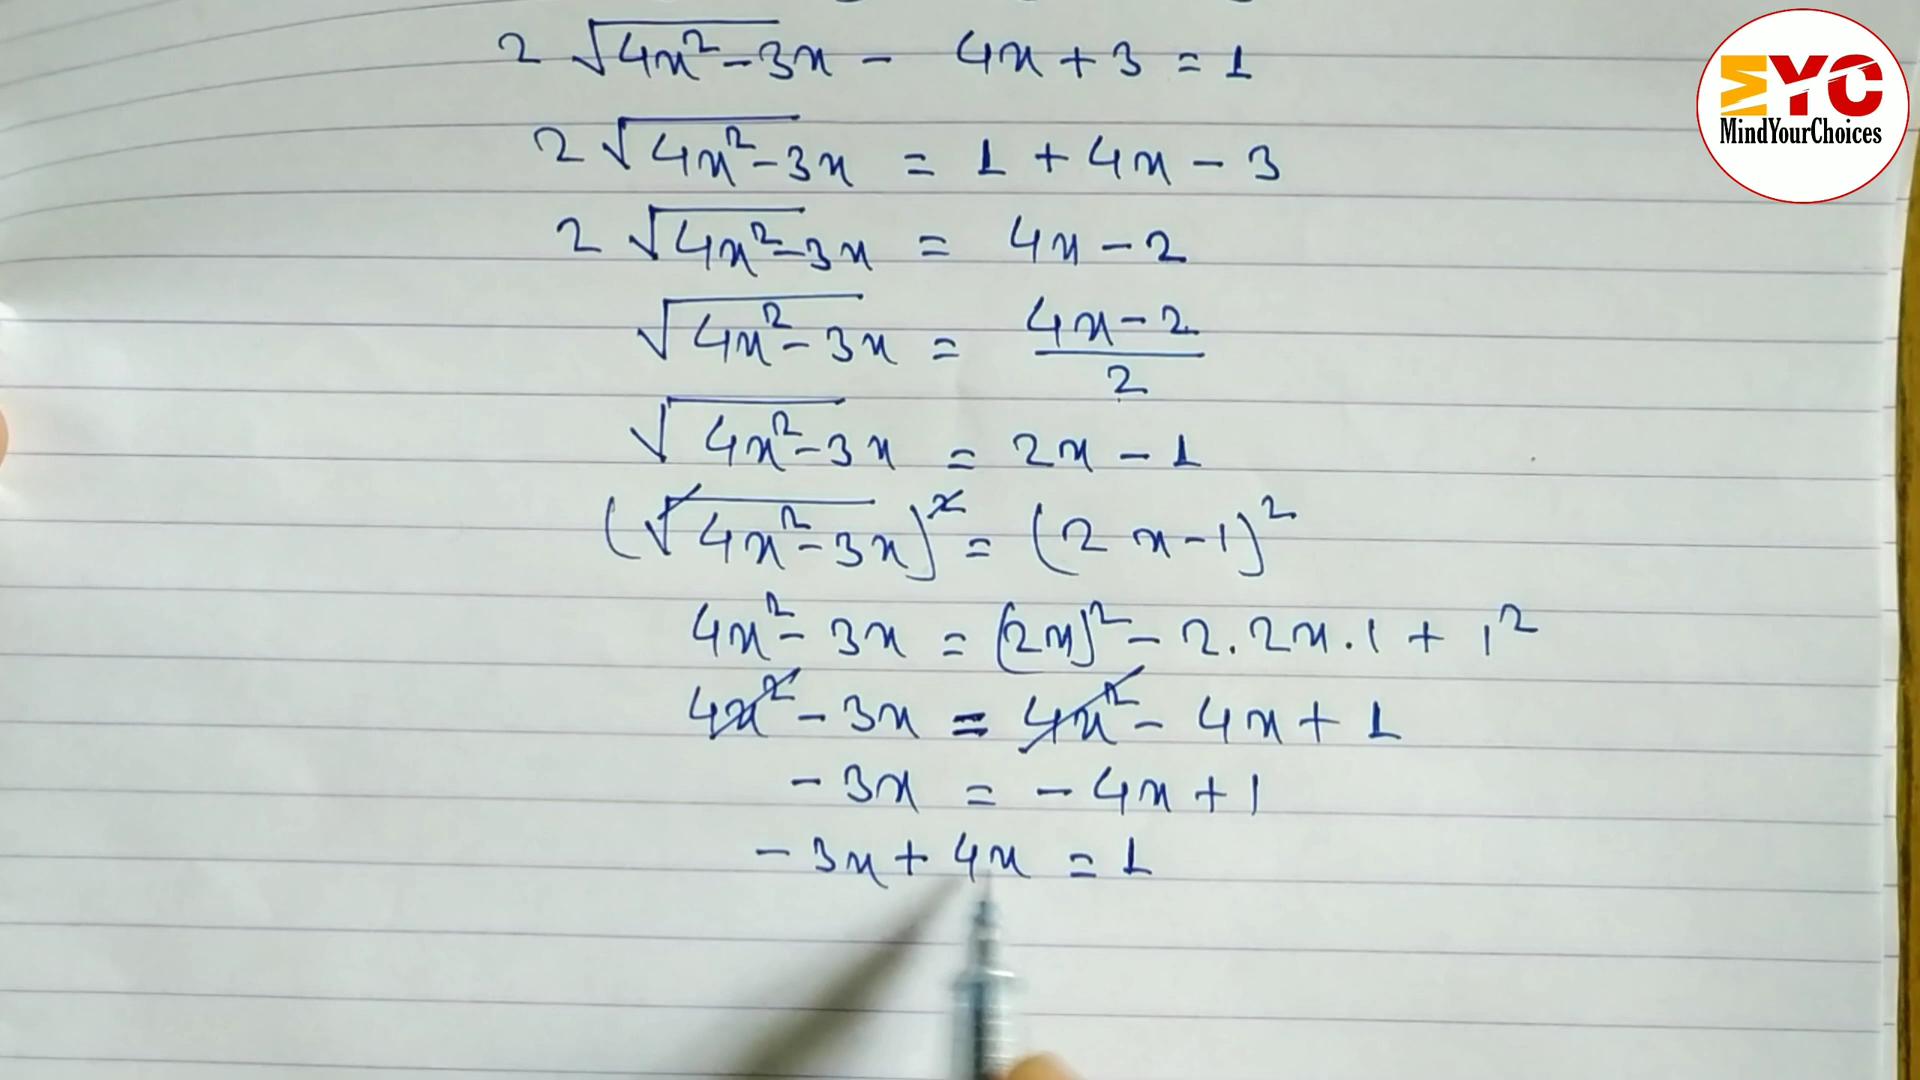 2 √4x² - 3x - 4x + 3 = 1
2 √4x² - 3x = 1 + 4x - 3
2 √4x² - 3x = 4x - 2
√4x² - 3x = 4x - 2
2
√4x² - 3x = 2x - 1
(√4x² - 3x)² = (2x - 1)²
4x² - 3x = (2x)² - 2.2x.1 + 1²
4x² - 3x = 4x² - 4x + 1
- 3x = - 4x + 1
- 3x + 4x = 1
MYC
MindYourChoices